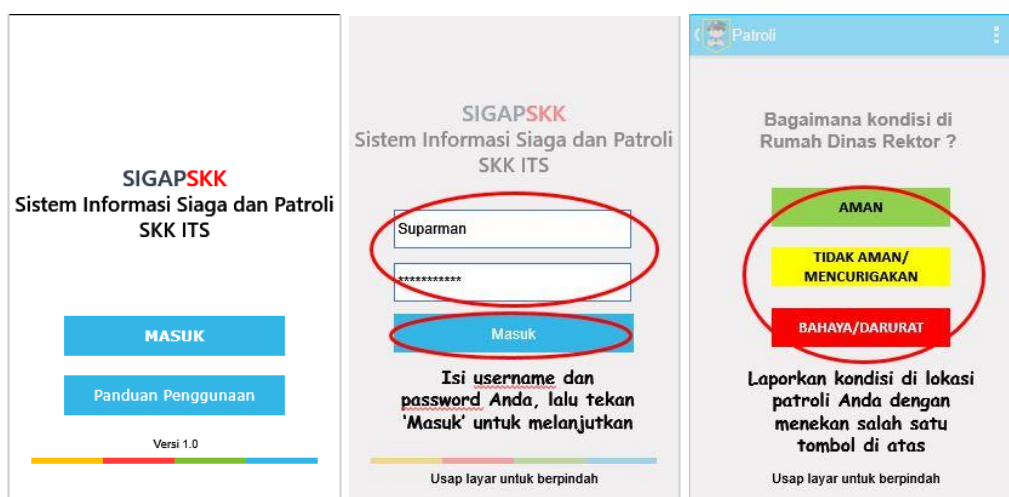 SIGAPSKK
Sistem Informasi Siaga dan Patroli
SKK ITS
MASUK
Panduan Penggunaan
Versi 1.0
SIGAPSKK
Sistem Informasi Siaga dan Patroli
SKK ITS
Suparman
***********
Masuk
Isi username dan
password Anda, lalu tekan
'Masuk' untuk melanjutkan
Usap layar untuk berpindah
Patroli
Bagaimana kondisi di
Rumah Dinas Rektor ?
AMAN
TIDAK AMAN/
MENCURIGAKAN
BAHAYA/DARURAT
Laporkan kondisi di lokasi
patroli Anda dengan
menekan salah satu
tombol di atas
Usap layar untuk berpindah